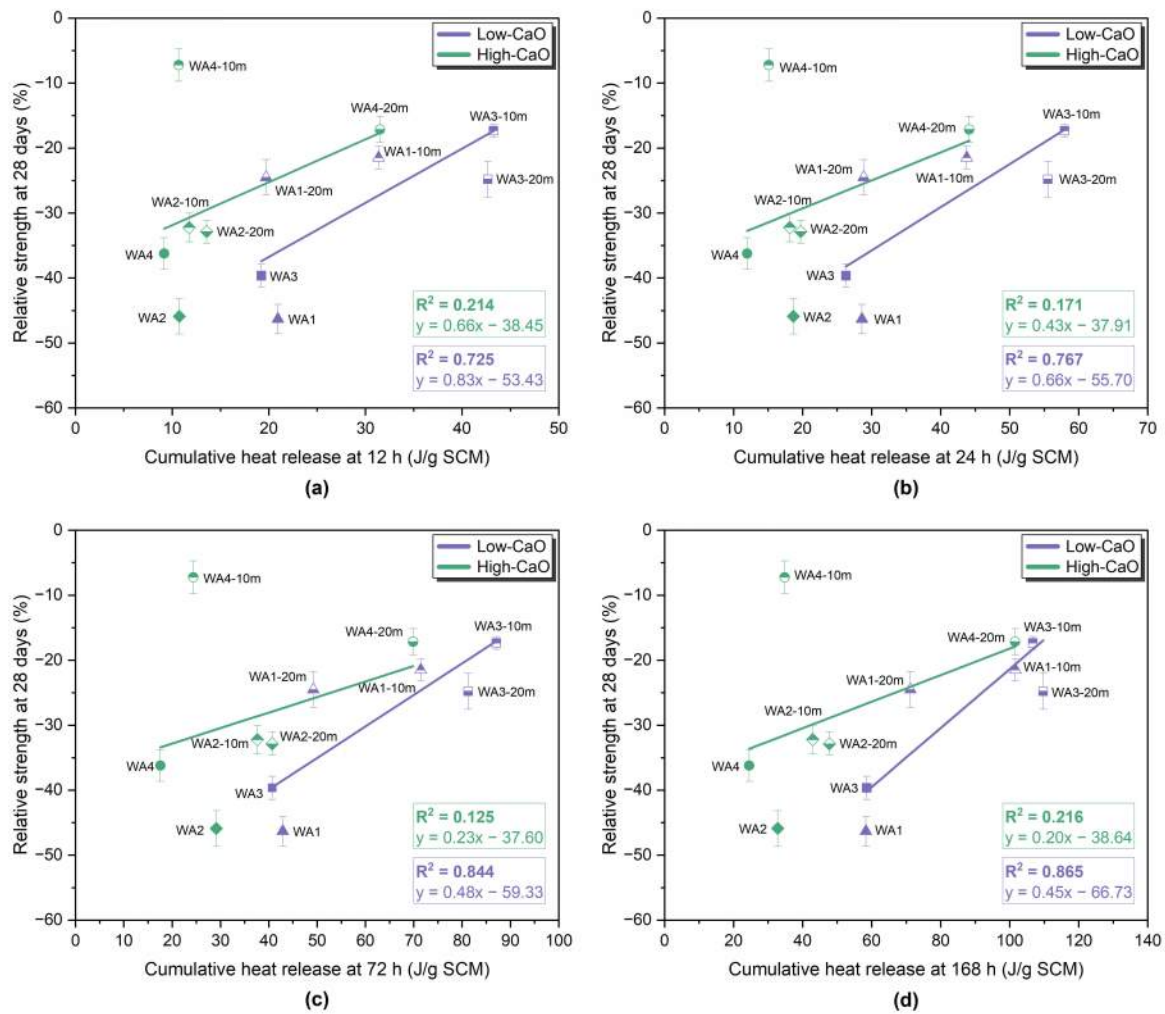 Low-CaO
High-CaO
WA4-10m
WA4-20m
WA3-10m
WA1-10m
WA1-20m
WA3-20m
WA2-10m
WA2-20m
WA4
WA3
WA2
WA1
R² = 0.214
y = 0.66x − 38.45
R² = 0.725
y = 0.83x − 53.43
0
−10
−20
−30
−40
−50
−60
0 10 20 30 40 50
Relative strength at 28 days (%)
Cumulative heat release at 12 h (J/g SCM)
(a)
Low-CaO
High-CaO
WA4-10m
WA4-20m
WA3-10m
WA1-10m
WA1-20m
WA3-20m
WA2-10m
WA2-20m
WA4
WA3
WA2
WA1
R² = 0.171
y = 0.43x − 37.91
R² = 0.767
y = 0.66x − 55.70
0
−10
−20
−30
−40
−50
−60
0 10 20 30 40 50 60 70
Relative strength at 28 days (%)
Cumulative heat release at 24 h (J/g SCM)
(b)
Low-CaO
High-CaO
WA4-10m
WA4-20m
WA3-10m
WA1-20m
WA1-10m
WA3-20m
WA2-10m
WA2-20m
WA4
WA3
WA2
WA1
R² = 0.125
y = 0.23x − 37.60
R² = 0.844
y = 0.48x − 59.33
0
−10
−20
−30
−40
−50
−60
0 10 20 30 40 50 60 70 80 90 100
Relative strength at 28 days (%)
Cumulative heat release at 72 h (J/g SCM)
(c)
Low-CaO
High-CaO
WA4-10m
WA3-10m
WA4-20m
WA1-10m
WA1-20m
WA3-20m
WA2-10m
WA2-20m
WA4
WA3
WA2
WA1
R² = 0.216
y = 0.20x − 38.64
R² = 0.865
y = 0.45x − 66.73
0
−10
−20
−30
−40
−50
−60
0 20 40 60 80 100 120 140
Relative strength at 28 days (%)
Cumulative heat release at 168 h (J/g SCM)
(d)